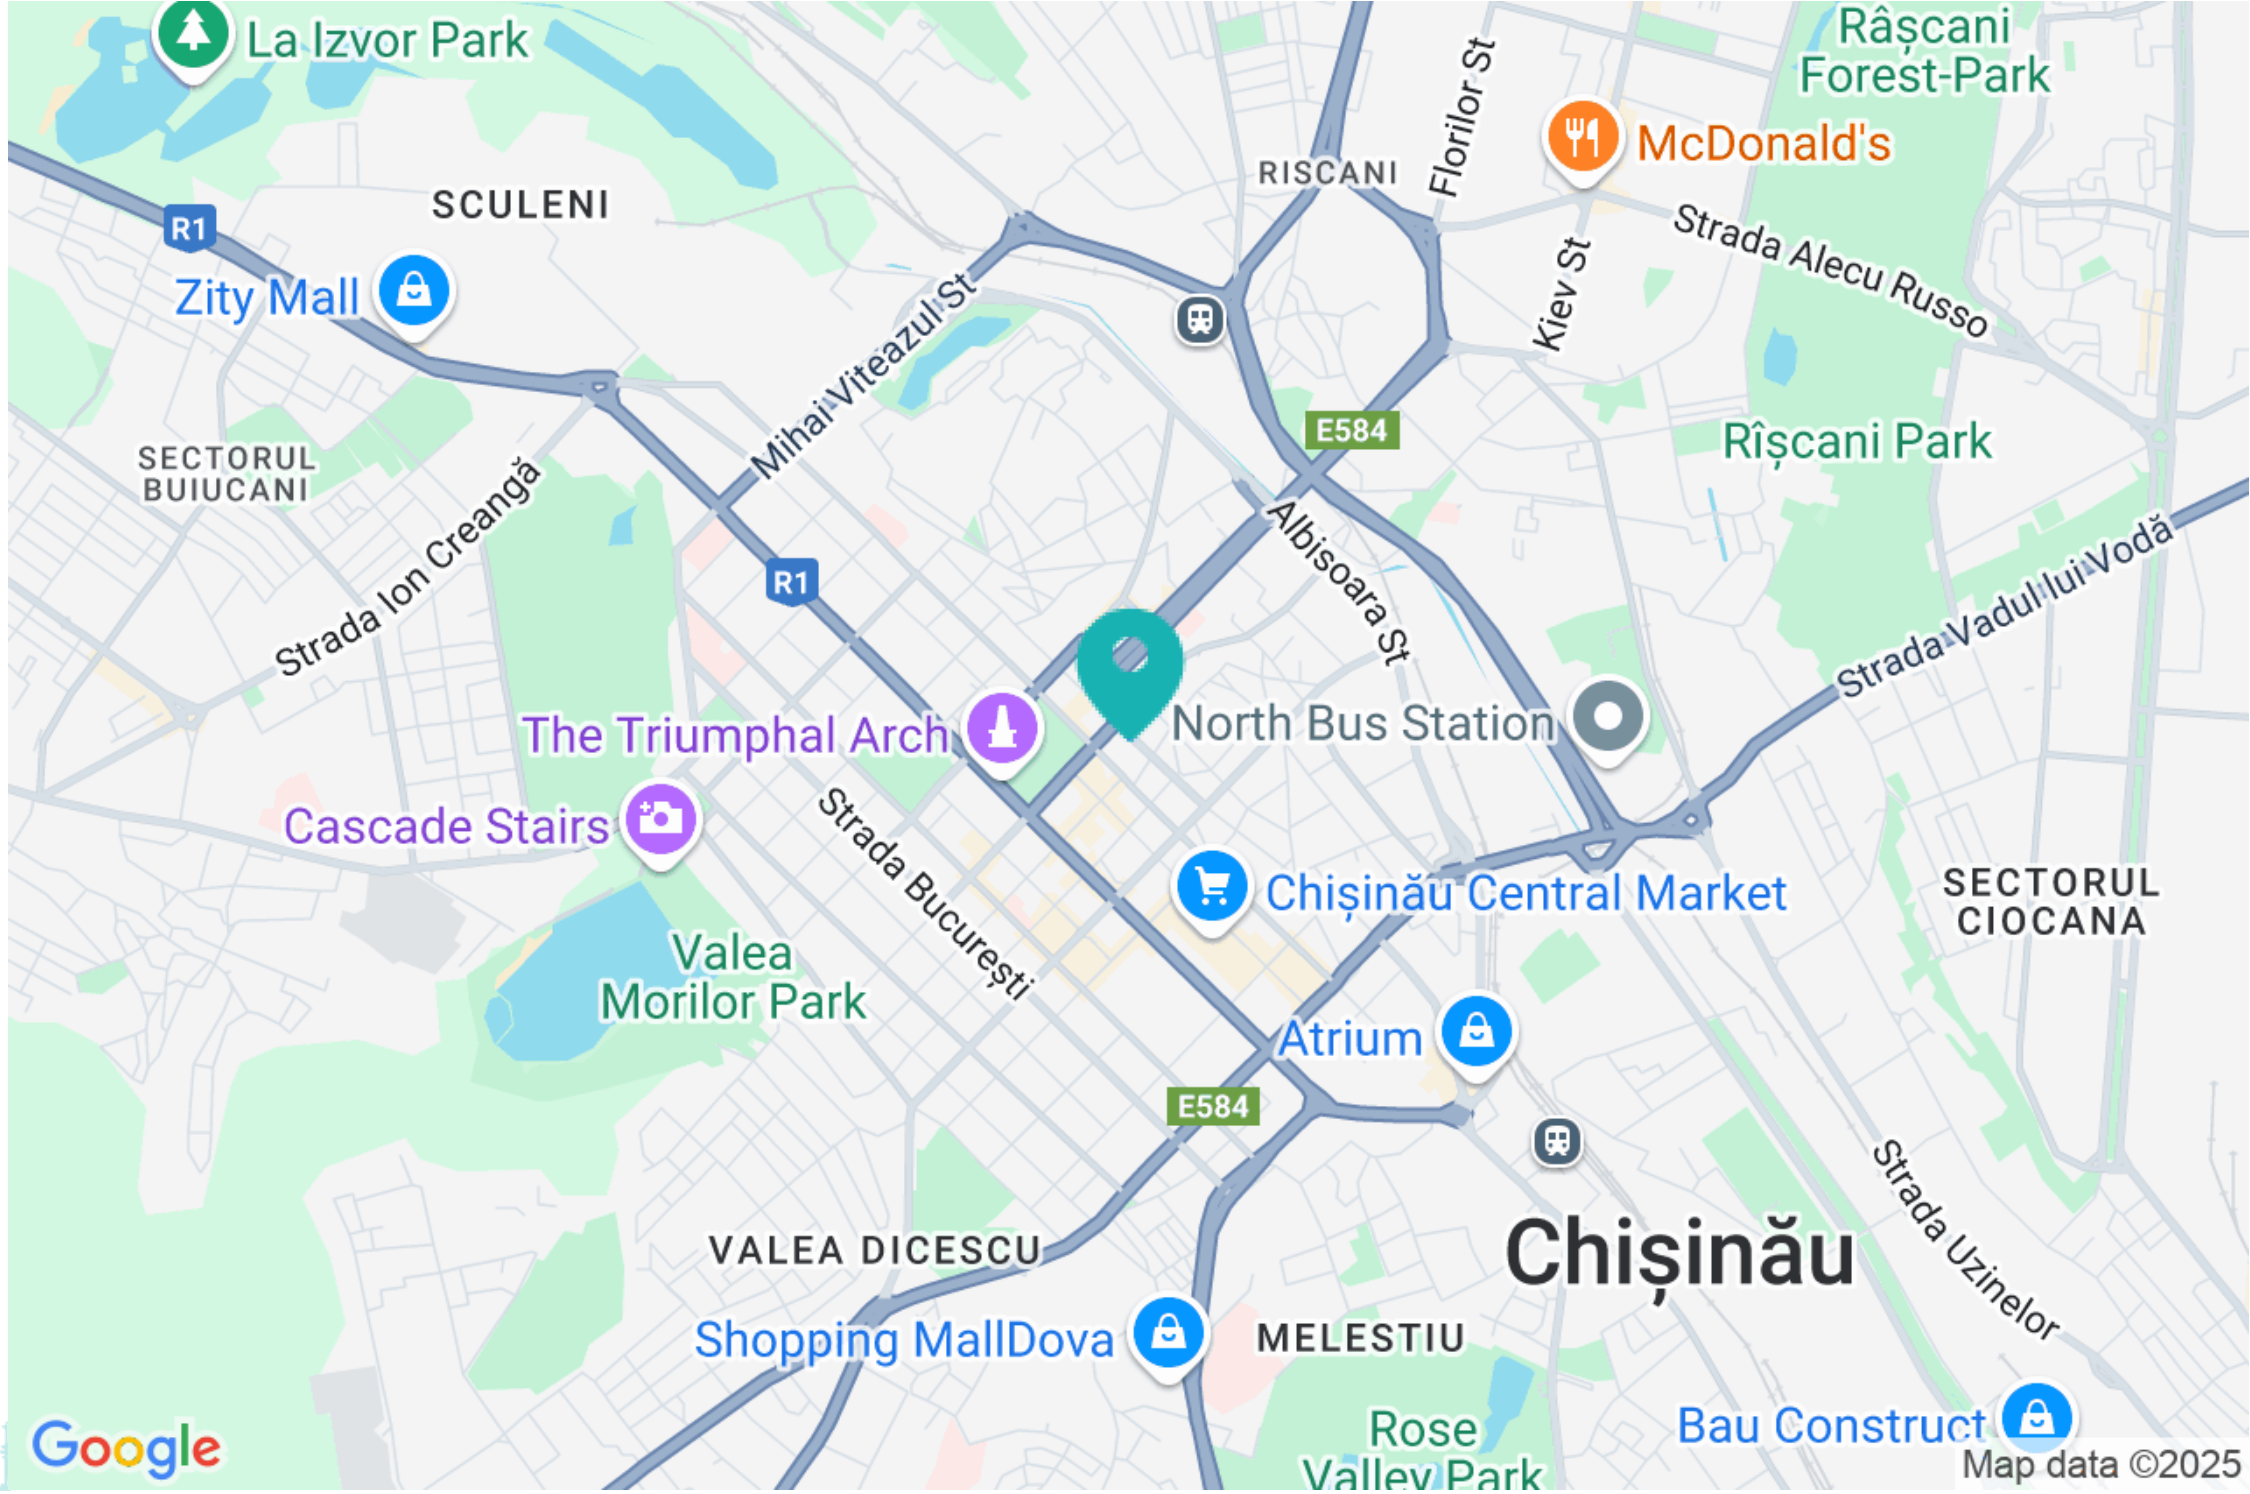 La Izvor Park
Râșcani
Forest-Park
Florilor St
McDonald's
RISCANI
SCULENI
R1
Strada Alecu Russo
Kiev St
Zity Mall
Mihai Viteazul St
E584
Rîșcani Park
SECTORUL
BUIUCANI
Strada Ion Creangă
R1
Albisoara St
Strada Vadul lui Vodă
The Triumphal Arch
North Bus Station
Cascade Stairs
Strada București
Chișinău Central Market
SECTORUL
CIOCANA
Valea
Morilor Park
Atrium
E584
Strada Uzinelor
VALEA DICESCU
Chișinău
Shopping MallDova
MELESTIU
Rose
Valley Park
Bau Construct
Google
Map data ©2025